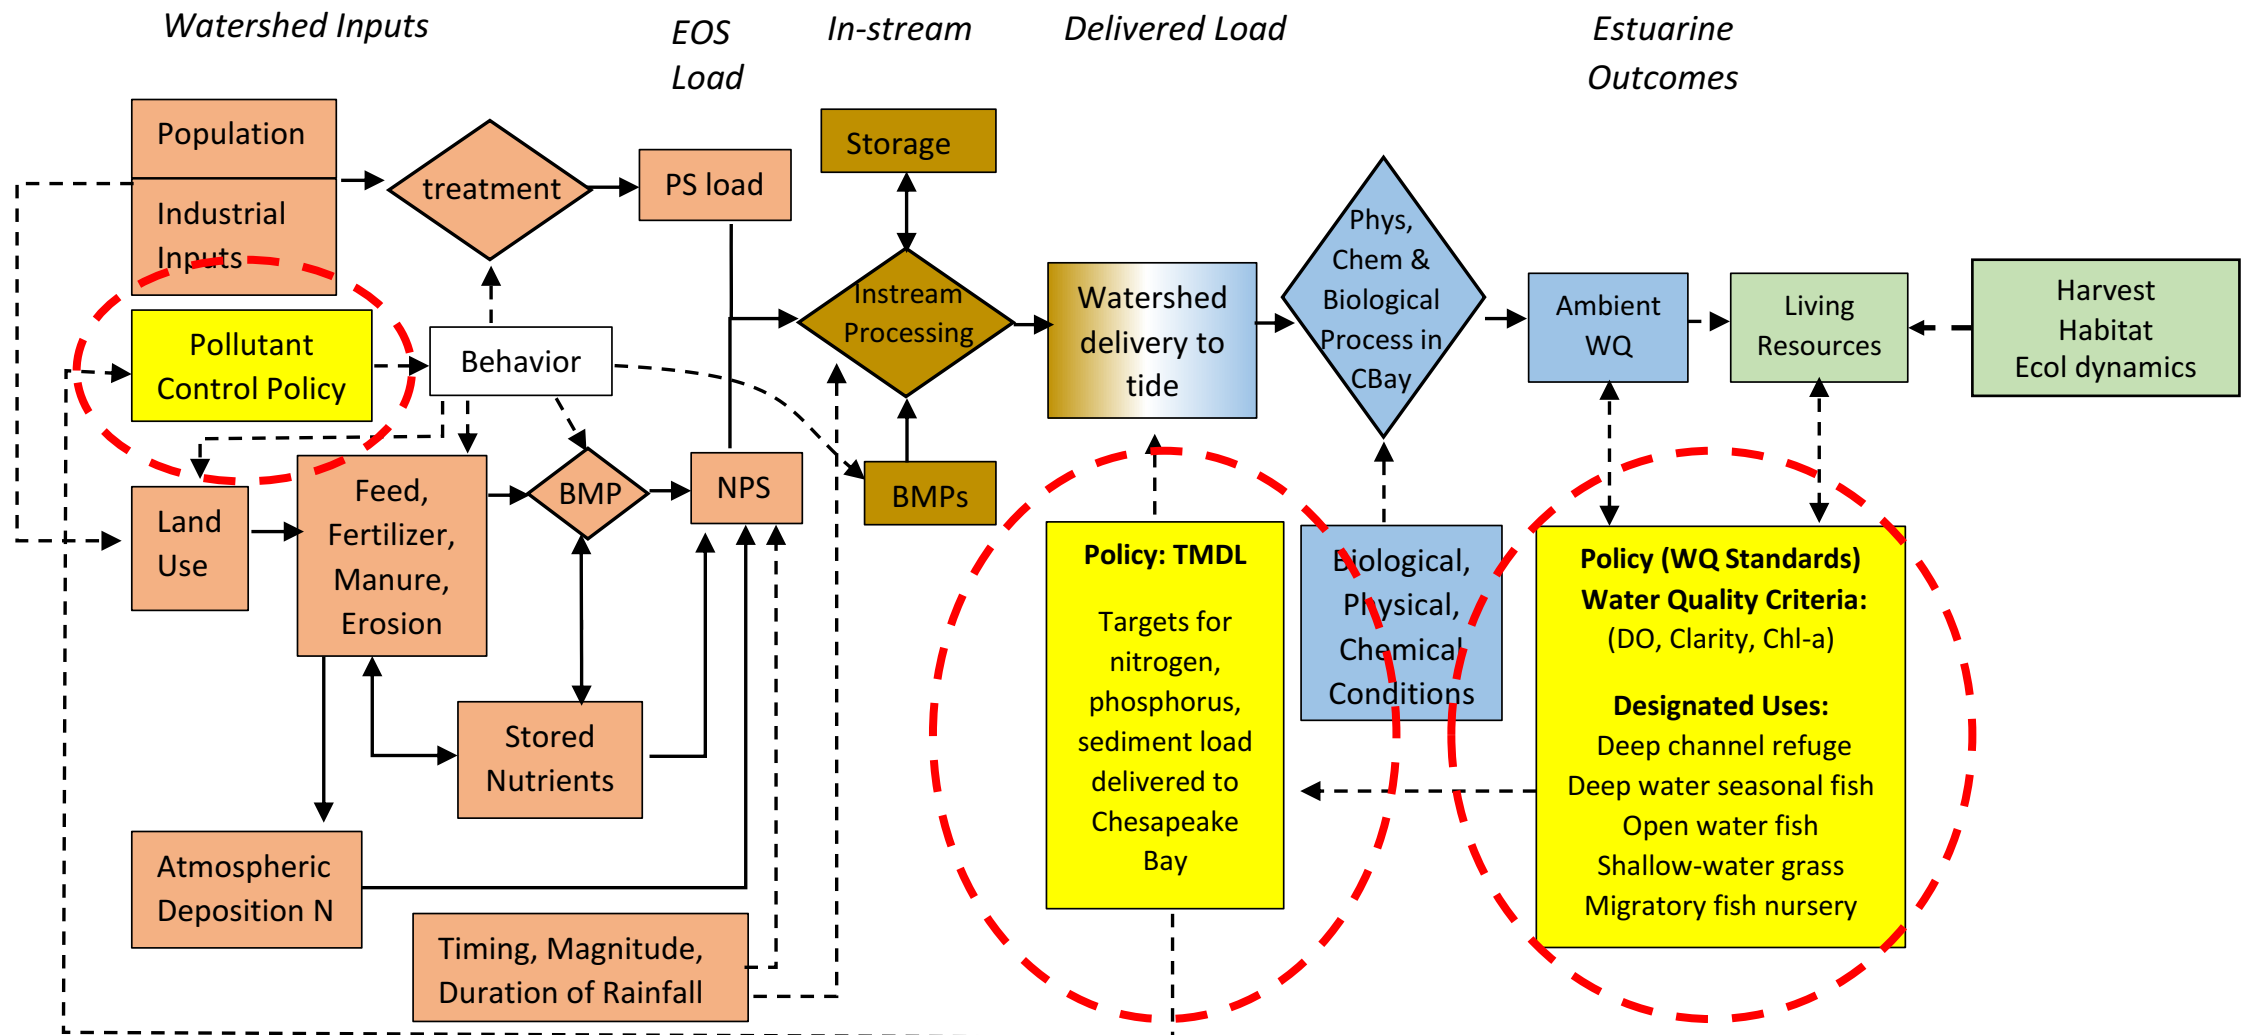 Watershed Inputs
EOS
Load
In-stream
Delivered Load
Estuarine
Outcomes
Population
Industrial
Inputs
treatment
PS load
Storage
Instream
Processing
Watershed
delivery to
tide
Phys,
Chem &
Biological
Process in
CBay
Ambient
WQ
Living
Resources
Harvest
Habitat
Ecol dynamics
Pollutant
Control Policy
Behavior
Land
Use
Feed,
Fertilizer,
Manure,
Erosion
BMP
NPS
BMPs
Stored
Nutrients
Atmospheric
Deposition N
Timing, Magnitude,
Duration of Rainfall
Policy: TMDL
Targets for
nitrogen,
phosphorus,
sediment load
delivered to
Chesapeake
Bay
Biological,
Physical,
Chemical
Conditions
Policy (WQ Standards)
Water Quality Criteria:
(DO, Clarity, Chl-a)
Designated Uses:
Deep channel refuge
Deep water seasonal fish
Open water fish
Shallow-water grass
Migratory fish nursery